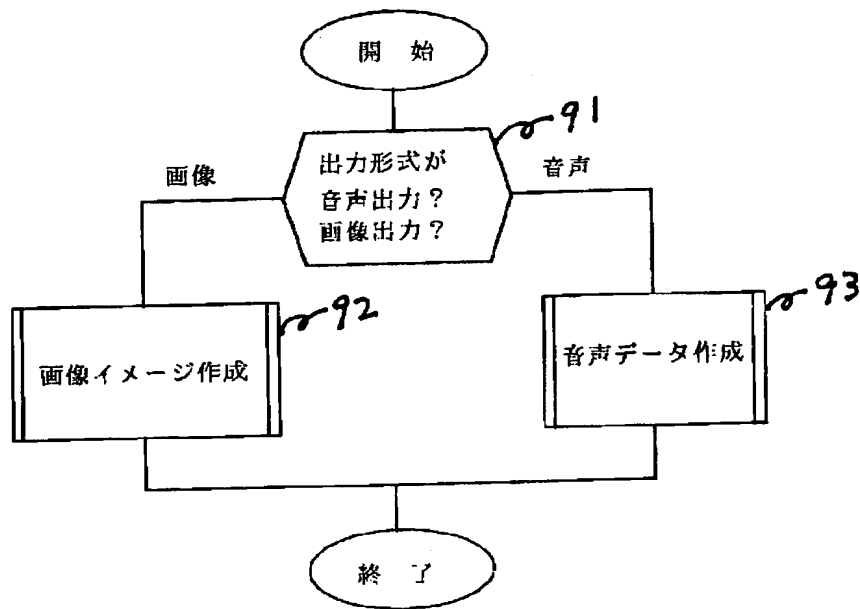 開 始
91
出力形式が
音声出力?
画像出力?
画像
音声
92
画像イメージ作成
93
音声データ作成
終 了